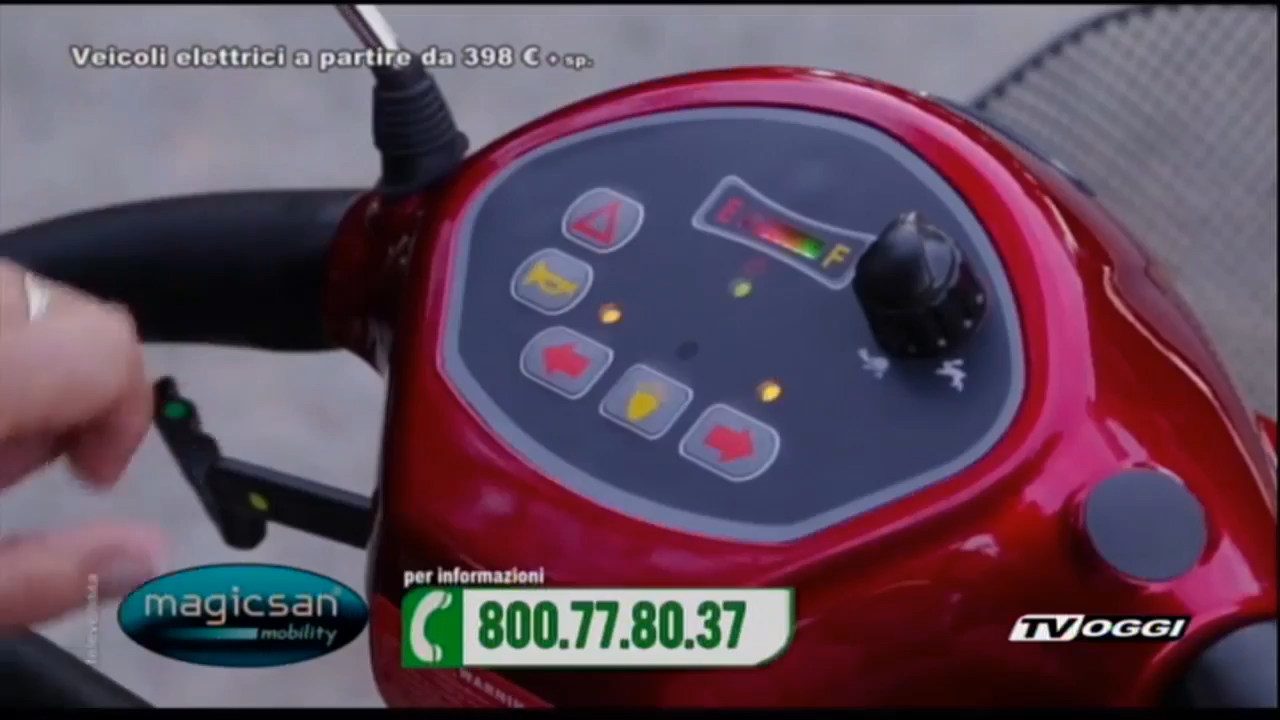 Veicoli elettrici a partire da 398 € + sp.
E
F
per informazioni
magicsan®
mobility
800.77.80.37
TV OGGI